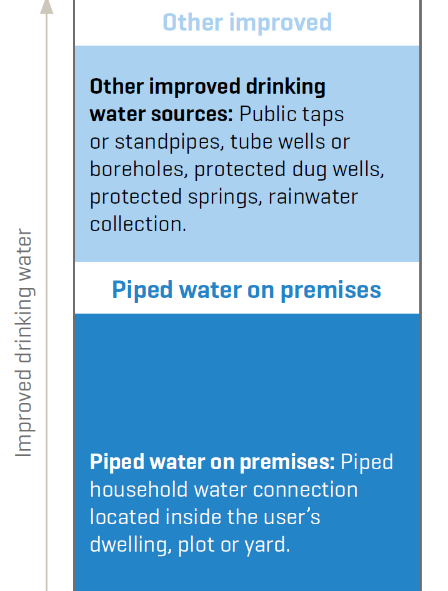 Other improved
Other improved drinking
water sources: Public taps
or standpipes, tube wells or
boreholes, protected dug wells,
protected springs, rainwater
collection.
Piped water on premises
Piped water on premises: Piped
household water connection
located inside the user’s
dwelling, plot or yard.
Improved drinking water